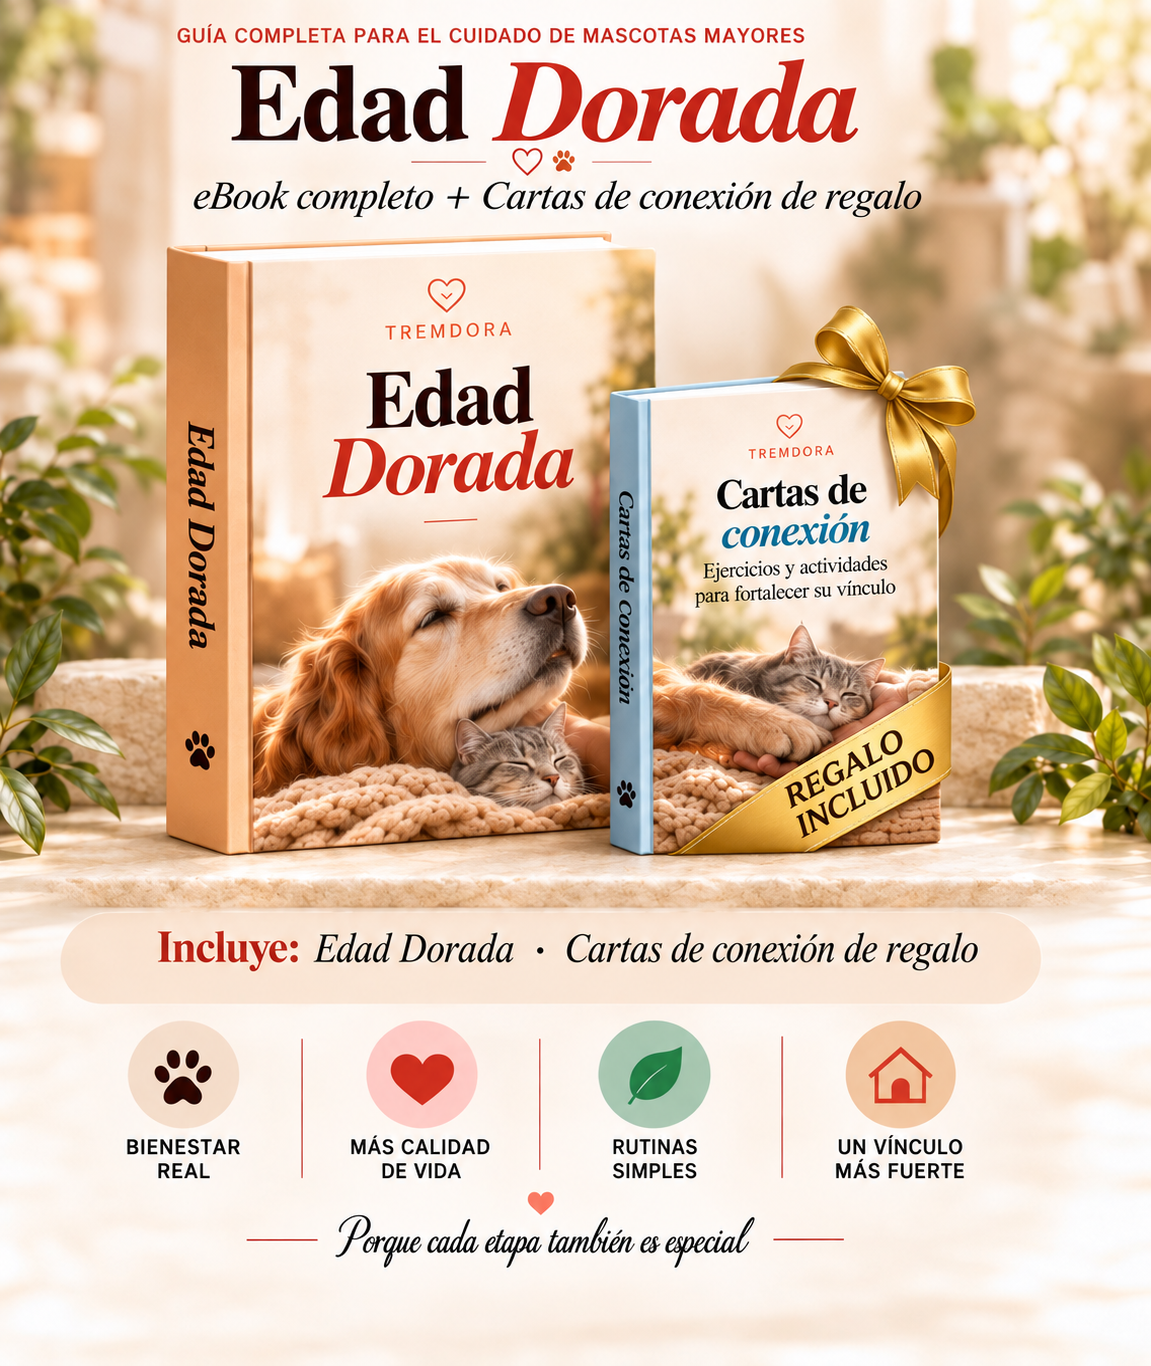 GUÍA COMPLETA PARA EL CUIDADO DE MASCOTAS MAYORES
Edad Dorada
eBook completo + Cartas de conexión de regalo
TREMDORA
Edad
Dorada
Edad Dorada
TREMDORA
Cartas de
conexión
Ejercicios y actividades
para fortalecer su vínculo
Cartas de Conexión
REGALO
INCLUIDO
Incluye: Edad Dorada · Cartas de conexión de regalo
BIENESTAR
REAL
MÁS CALIDAD
DE VIDA
RUTINAS
SIMPLES
UN VÍNCULO
MÁS FUERTE
Porque cada etapa también es especial